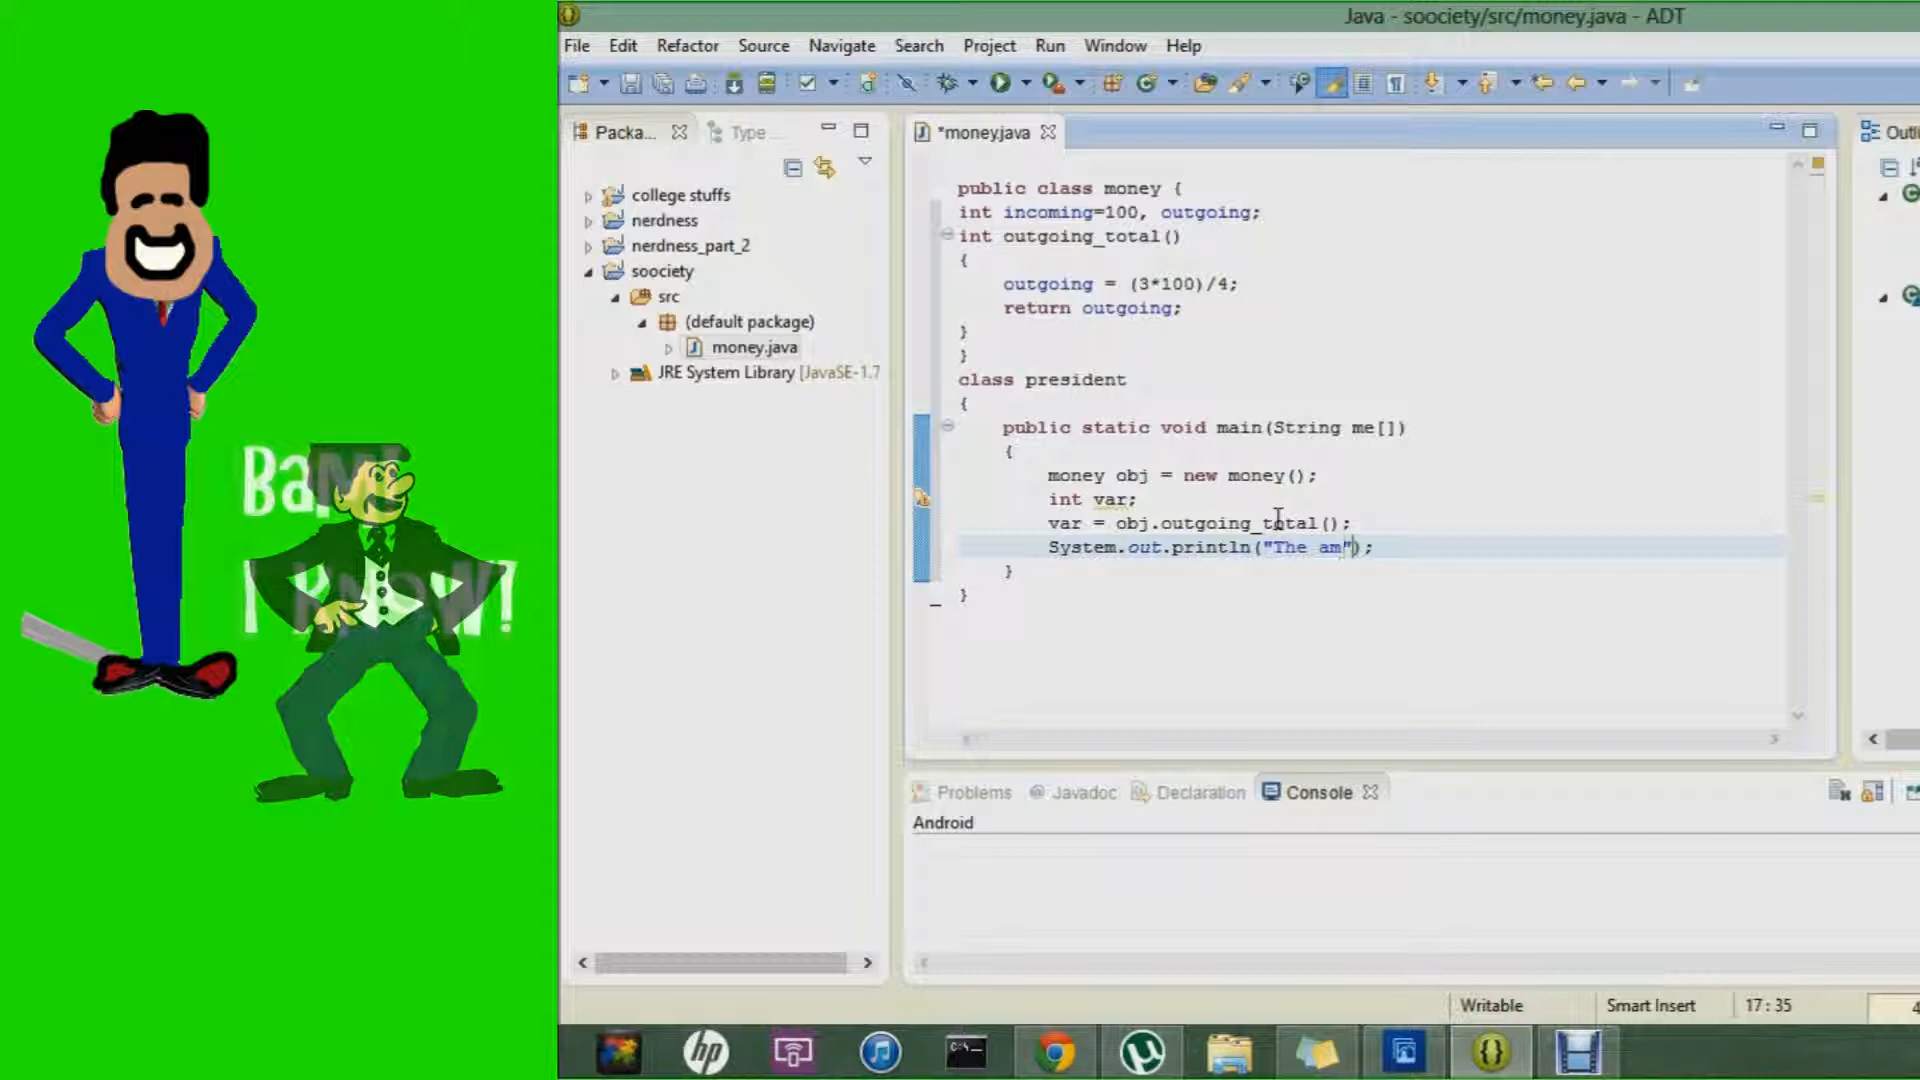 Java - soociety/src/money.java - ADT
File Edit Refactor Source Navigate Search Project Run Window Help
Packa... Type
*money.java
college stuffs
nerdness
nerdness_part_2
soociety
src
(default package)
money.java
JRE System Library [JavaSE-1.7
public class money {
int incoming=100, outgoing;
int outgoing_total()
{
outgoing = (3*100)/4;
return outgoing;
}
}
class president
{
public static void main(String me[])
{
money obj = new money();
int var;
var = obj.outgoing_total();
System.out.println("The am");
}
}
BaM!
I KNOW!
Problems Javadoc Declaration Console
Android
Writable Smart Insert 17 : 35
hp